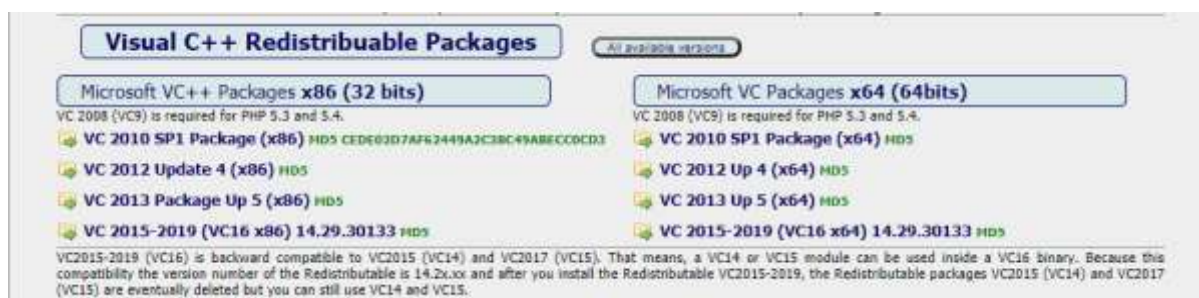 Visual C++ Redistribuable Packages
All available versions
Microsoft VC++ Packages x86 (32 bits)
VC 2008 (VC9) is required for PHP 5.3 and 5.4.
VC 2010 SP1 Package (x86) MD5
VC 2012 Update 4 (x86) MD5
VC 2013 Package Up 5 (x86) MD5
VC 2015-2019 (VC16 x86) 14.29.30133 MD5
Microsoft VC Packages x64 (64bits)
VC 2008 (VC9) is required for PHP 5.3 and 5.4.
VC 2010 SP1 Package (x64) MD5
VC 2012 Up 4 (x64) MD5
VC 2013 Up 5 (x64) MD5
VC 2015-2019 (VC16 x64) 14.29.30133 MD5
VC2015-2019 (VC16) is backward compatible to VC2015 (VC14) and VC2017 (VC15). That means, a VC14 or VC15 module can be used inside a VC16 binary. Because this
compatibility the version number of the Redistributable is 14.2x.xx and after you install the Redistributable VC2015-2019, the Redistributable packages VC2015 (VC14) and VC2017
(VC15) are eventually deleted but you can still use VC14 and VC15.